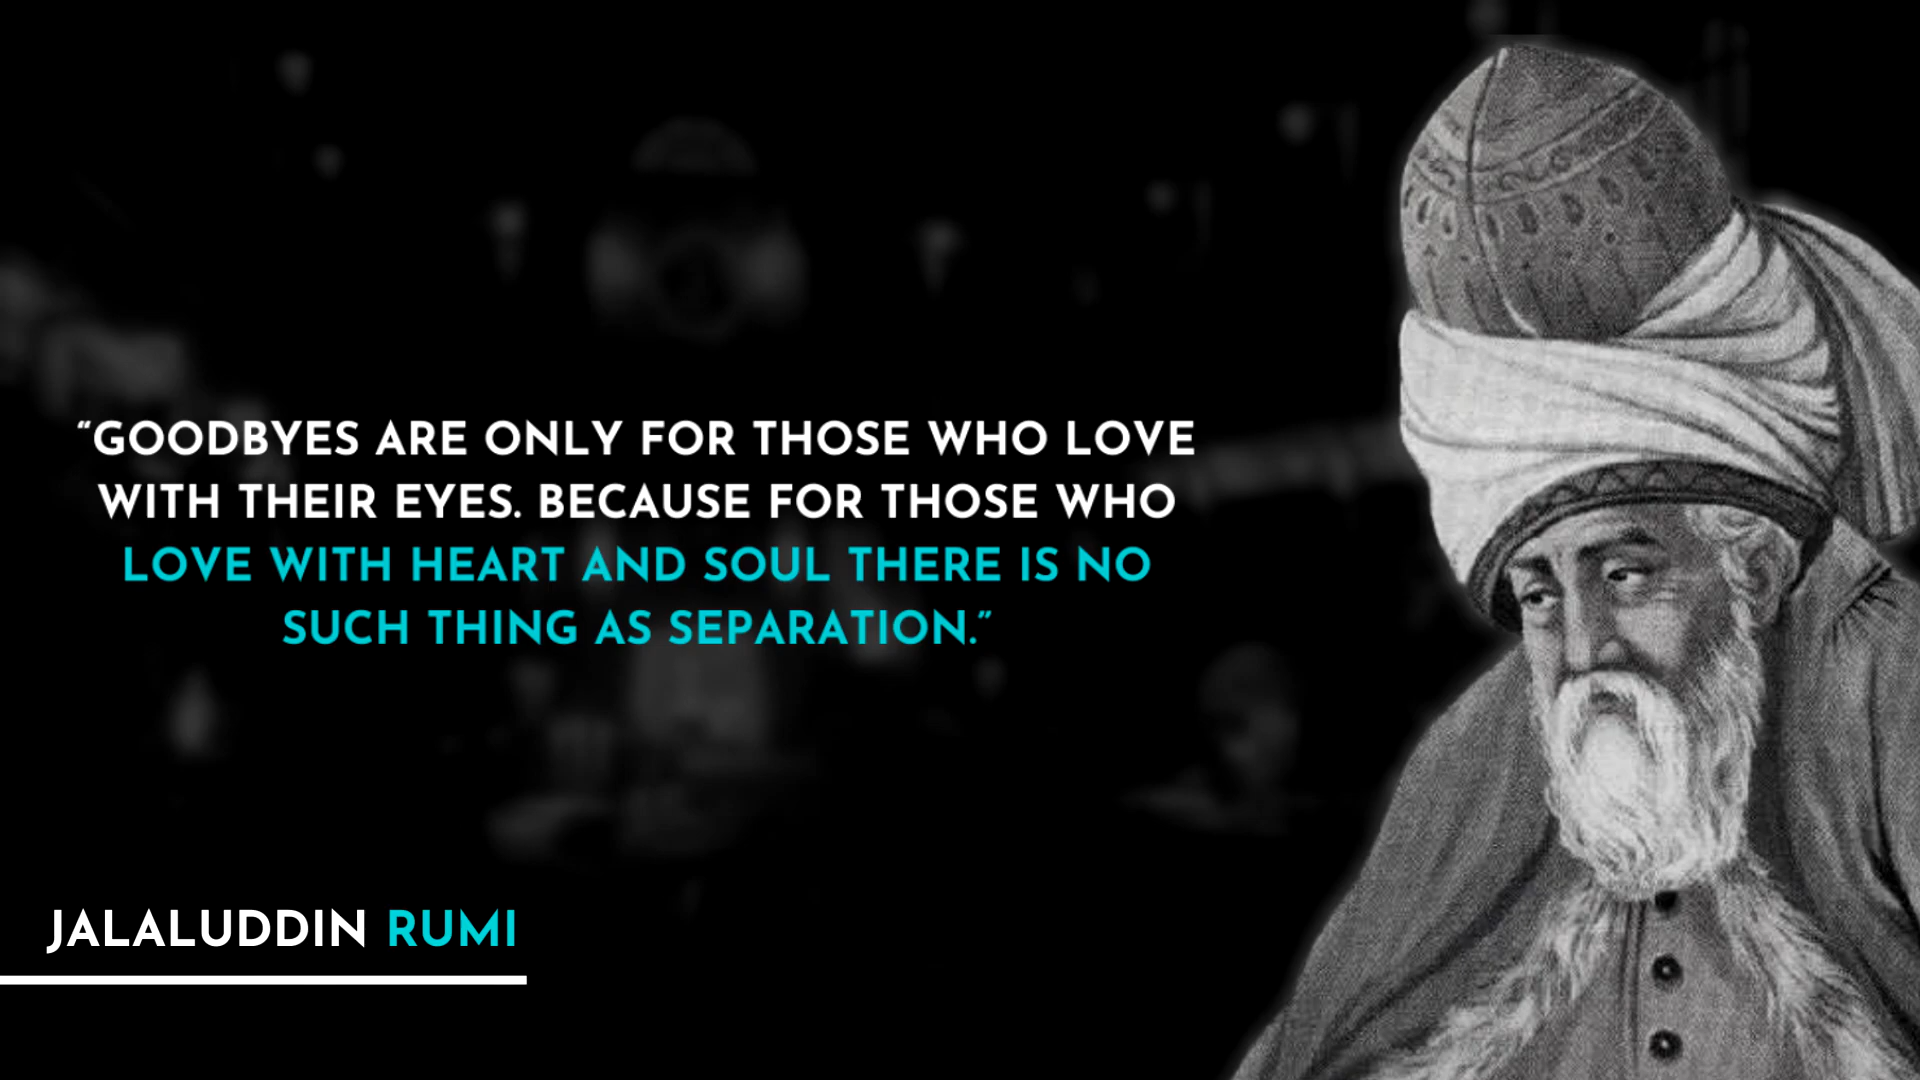 “GOODBYES ARE ONLY FOR THOSE WHO LOVE
WITH THEIR EYES. BECAUSE FOR THOSE WHO
LOVE WITH HEART AND SOUL THERE IS NO
SUCH THING AS SEPARATION.”
JALALUDDIN RUMI